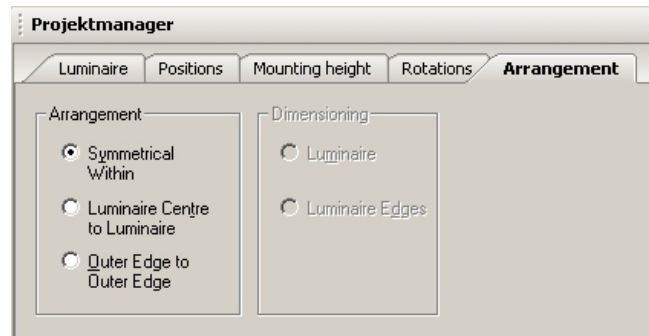 Projektmanager
Luminaire Positions Mounting height Rotations Arrangement
Arrangement Dimensioning
Symmetrical
Within
Luminaire
Luminaire Centre
to Luminaire
Luminaire Edges
Outer Edge to
Outer Edge